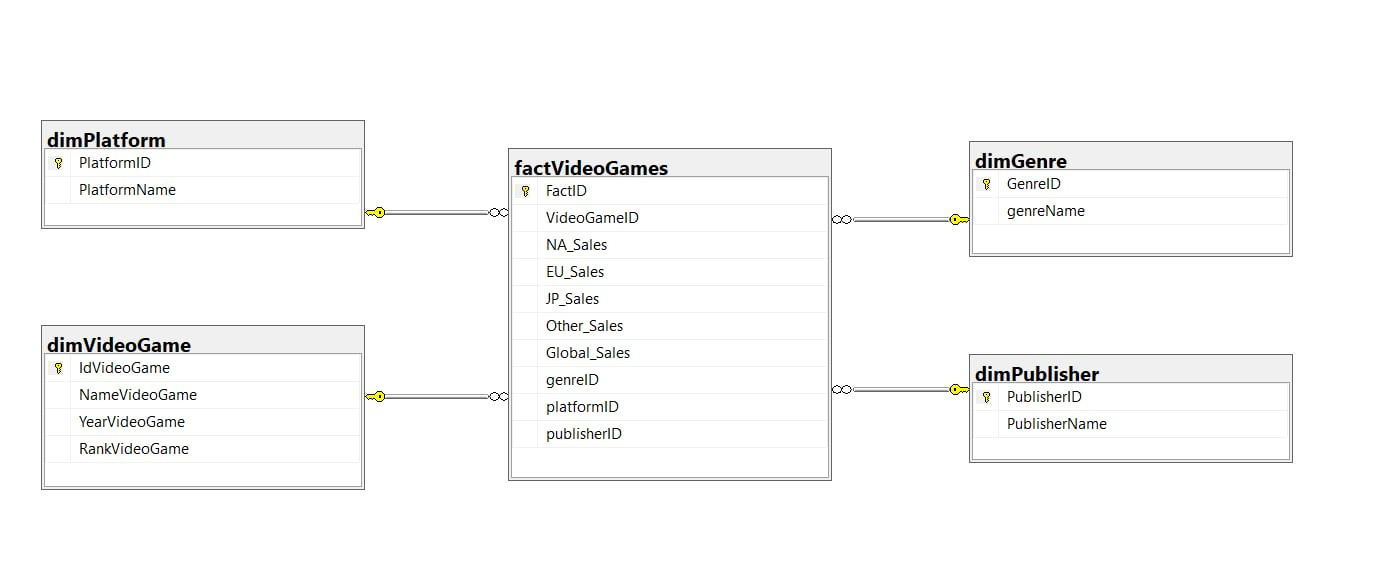 dimPlatform
PlatformID
PlatformName
dimVideoGame
IdVideoGame
NameVideoGame
YearVideoGame
RankVideoGame
factVideoGames
FactID
VideoGameID
NA_Sales
EU_Sales
JP_Sales
Other_Sales
Global_Sales
genreID
platformID
publisherID
dimGenre
GenreID
genreName
dimPublisher
PublisherID
PublisherName